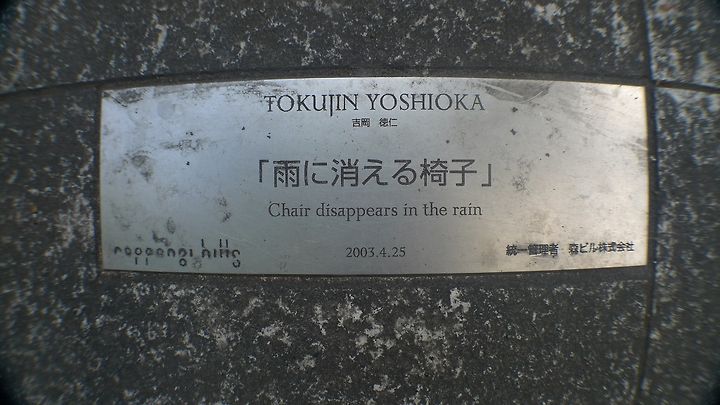 TOKUJIN YOSHIOKA
吉岡 徳仁
「雨に消える椅子」
Chair disappears in the rain
roppongi hills
2003.4.25
統一管理者 森ビル株式会社